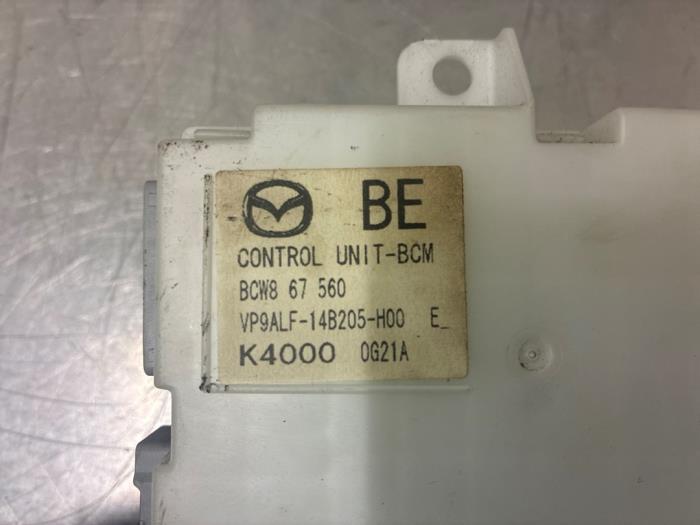 BE
CONTROL UNIT-BCM
BCW8 67 560
VP9ALF-14B205-H00 E_
K4000 0G21A